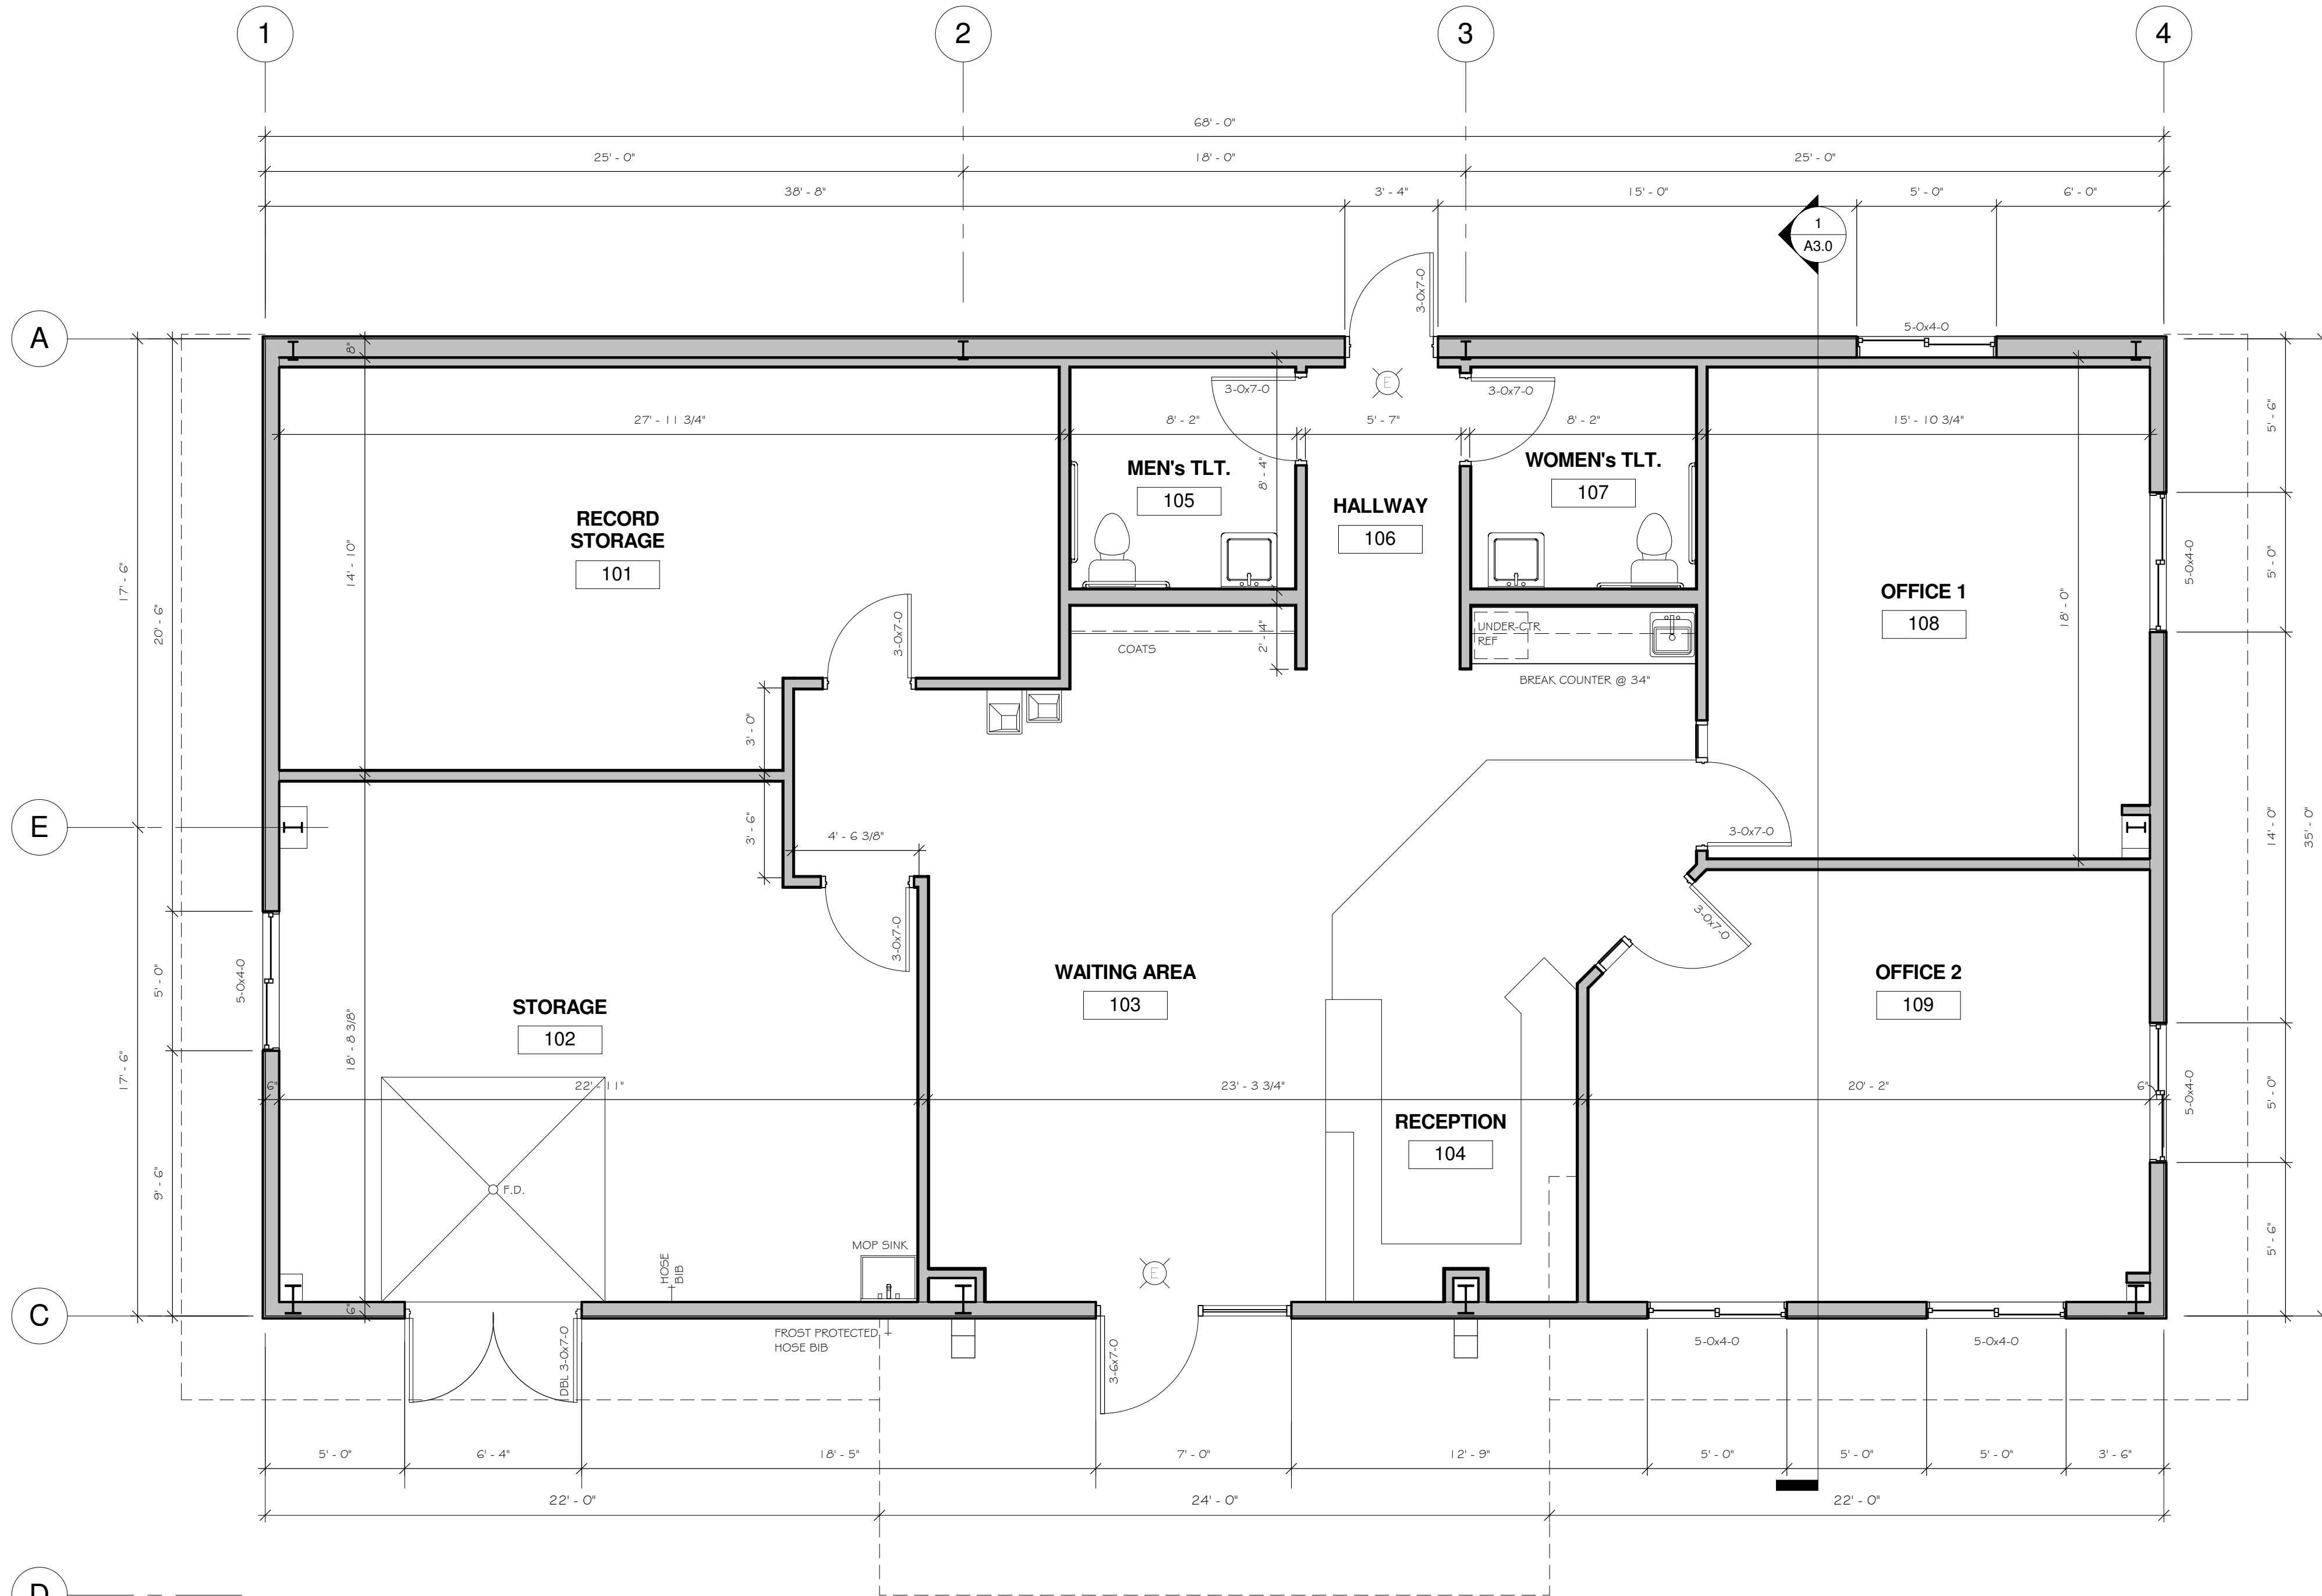 1
2
3
4
68' - 0"
25' - 0"
18' - 0"
25' - 0"
38' - 8"
3' - 4"
15' - 0"
5' - 0"
6' - 0"
1
A3.0
3-0x7-0
5-0x4-0
A
8"
3-0x7-0
E
3-0x7-0
27' - 11 3/4"
8' - 2"
5' - 7"
8' - 2"
15' - 10 3/4"
5' - 6"
MEN's TLT.
105
8' - 4"
WOMEN's TLT.
107
HALLWAY
106
RECORD
STORAGE
101
14' - 10"
17' - 6"
20' - 6"
5-0x4-0
5' - 0"
OFFICE 1
108
18' - 0"
3-0x7-0
COATS
2' - 4"
UNDER-CTR
REF
BREAK COUNTER @ 34"
3' - 0"
E
3' - 6"
4' - 6 3/8"
3-0x7-0
14' - 0"
35' - 0"
3-0x7-0
3-0x7-0
5' - 0"
5-0x4-0
WAITING AREA
103
OFFICE 2
109
STORAGE
102
18' - 8 3/8"
17' - 6"
6"
22' - 11"
23' - 3 3/4"
20' - 2"
6"
5-0x4-0
5' - 0"
RECEPTION
104
9' - 6"
F.D.
MOP SINK
HOSE
BIB
E
5' - 6"
C
6"
FROST PROTECTED
HOSE BIB
DBL 3-0x7-0
3-6x7-0
5-0x4-0
5-0x4-0
5' - 0"
6' - 4"
18' - 5"
7' - 0"
12' - 9"
5' - 0"
5' - 0"
5' - 0"
3' - 6"
22' - 0"
24' - 0"
22' - 0"
D